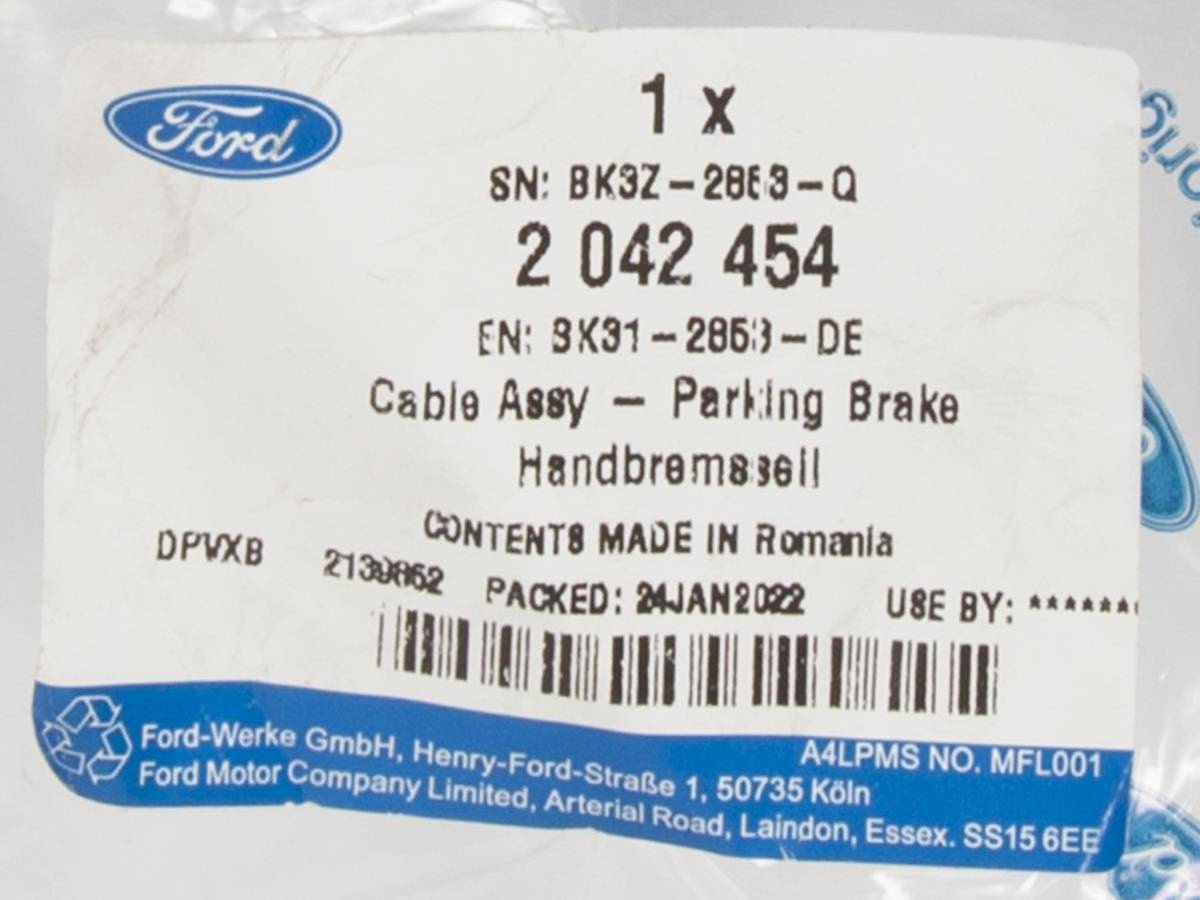 Ford
1 x
SN: BK3Z-2853-Q
2 042 454
EN: BK31-2853-DE
Cable Assy - Parking Brake
Handbremsseil
CONTENTS MADE IN Romania
DPVXB 2139852 PACKED: 24JAN2022 USE BY: *******
A4LPMS NO. MFL001
Ford-Werke GmbH, Henry-Ford-Straße 1, 50735 Köln
Ford Motor Company Limited, Arterial Road, Laindon, Essex. SS15 6EE